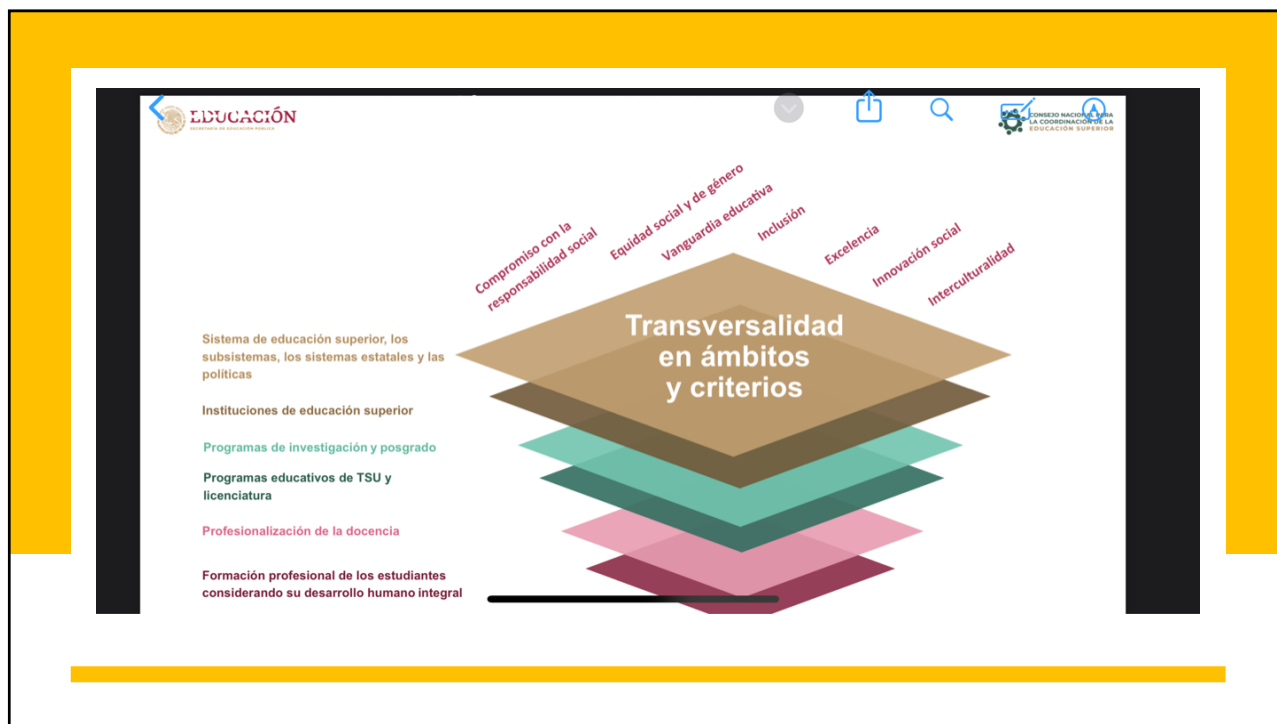 EDUCACIÓN
SECRETARÍA DE EDUCACIÓN PÚBLICA
CONSEJO NACIONAL PARA
LA COORDINACIÓN DE LA
EDUCACIÓN SUPERIOR
Compromiso con la
responsabilidad social
Equidad social y de género
Vanguardia educativa
Inclusión
Excelencia
Innovación social
Interculturalidad
Transversalidad
en ámbitos
y criterios
Sistema de educación superior, los
subsistemas, los sistemas estatales y las
políticas
Instituciones de educación superior
Programas de investigación y posgrado
Programas educativos de TSU y
licenciatura
Profesionalización de la docencia
Formación profesional de los estudiantes
considerando su desarrollo humano integral